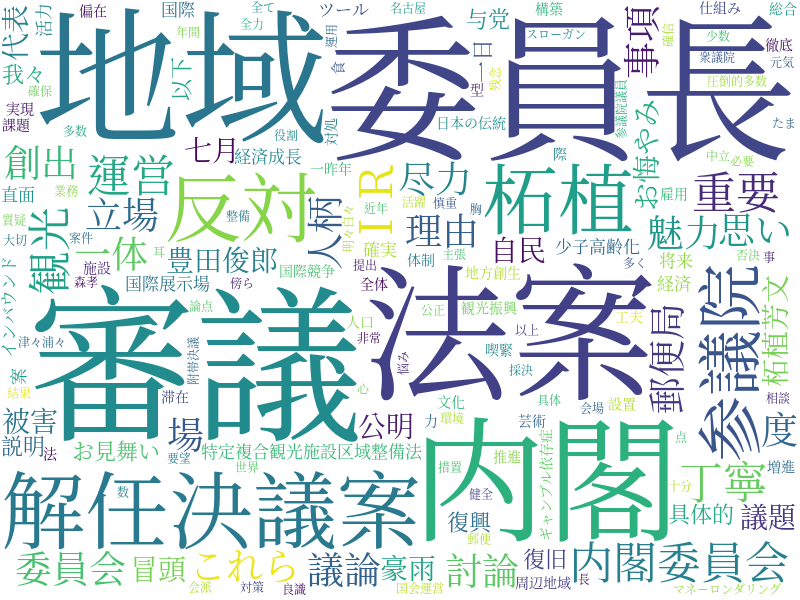 地域
委員長
審議
法案
内閣
解任決議案
反対
柘植
参議院
IR
運営
観光
創出
一体
立場
人柄
理由
尽力
自民
重要
魅力
思い
お悔やみ
事項
与党
一日
七月
代表
我々
以下
国際
ツール
活力
偏在
確保
実現
課題
多数
直面
業務
質疑
大切
案件
施設
森孝
インバウンド
津々浦々
案
結果
滞在
附帯決議
被害
説明
法
お見舞い
要望
場
公明
特定複合観光施設区域整備法
世界
委員会
冒頭
これら
議論
豪雨
討論
復興
復旧
内閣委員会
丁寧
具体的
議題
度
郵便局
柘植芳文
豊田俊郎
国際展示場
国際競争
経済成長
年間
全て
全力
名古屋
スローガン
運用
食
役割
対処
型
構築
仕組み
総合
少数
徹底
確信
衆議院
元気
残念
参議院議員
圧倒的多数
日本の伝統
たま
際
中立
必要
一昨年
近年
活躍
慎重
胸
雇用
明々白々
整備
耳
確実
体制
主張
少子高齢化
多く
将来
否決
事
提出
全体
地方創生
経済
傍ら
論点
人口
公正
観光振興
以上
工夫
非常
喫緊
採決
具体
設置
相談
悩み
心
文化
環境
力
芸術
会場
点
措置
推進
ギャンブル依存症
増進
健全
十分
郵便
周辺地域
長
マネーロンダリング
国会運営
良識
対策
会派
数